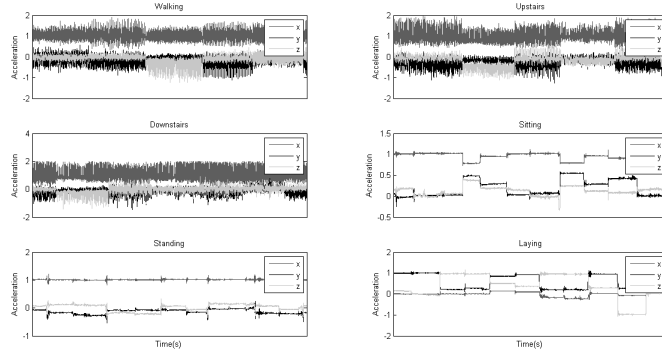 Walking
Acceleration
2
1
0
-1
-2
x
y
z
Upstairs
Acceleration
2
1
0
-1
-2
x
y
z
Downstairs
Acceleration
4
2
0
-2
x
y
z
Sitting
Acceleration
1.5
1
0.5
0
-0.5
x
y
z
Standing
Acceleration
2
1
0
-1
x
y
z
Time(s)
Laying
Acceleration
2
1
0
-1
-2
x
y
z
Time(s)